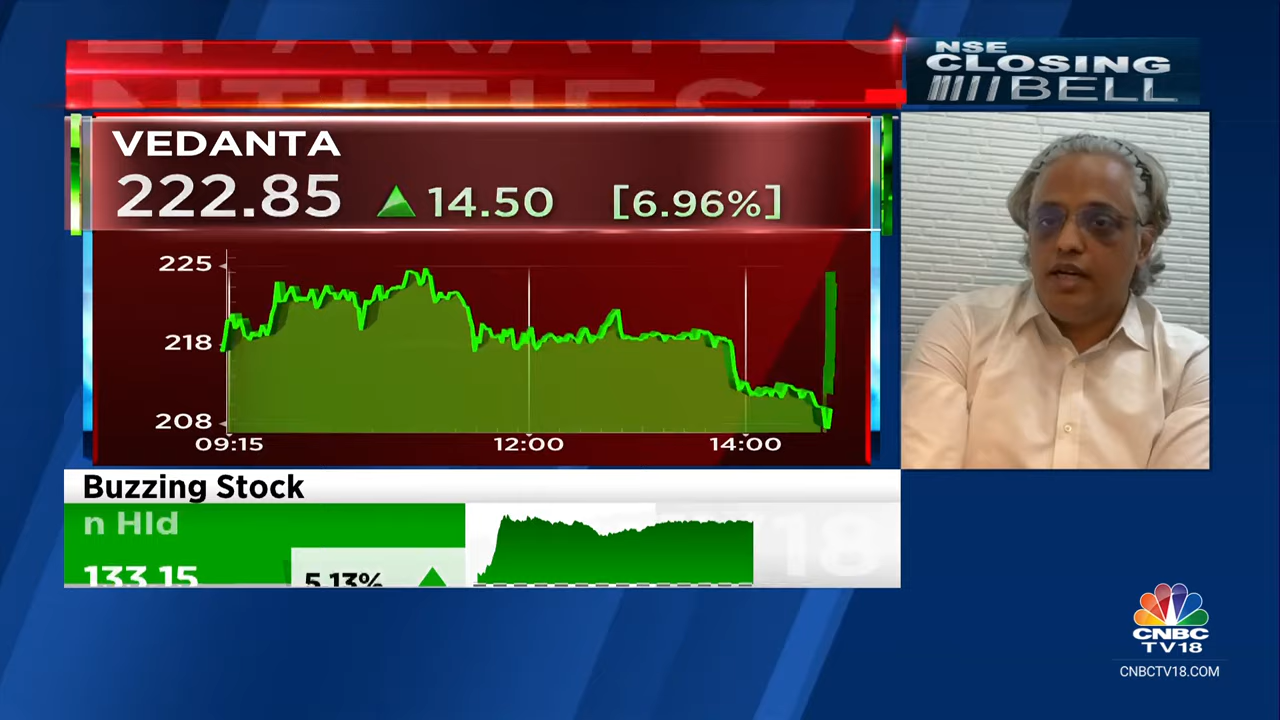 NSE
CLOSING
BELL
VEDANTA
222.85 ▲ 14.50 [6.96%]
225
218
208
09:15 12:00 14:00
Buzzing Stock
n Hld
133.15 5.13% ▲
18
CNBC
TV18
CNBCTV18.COM